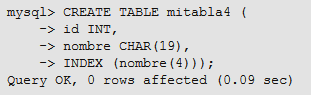 mysql> CREATE TABLE mitabla4 (
-> id INT,
-> nombre CHAR(19),
-> INDEX (nombre(4)));
Query OK, 0 rows affected (0.09 sec)